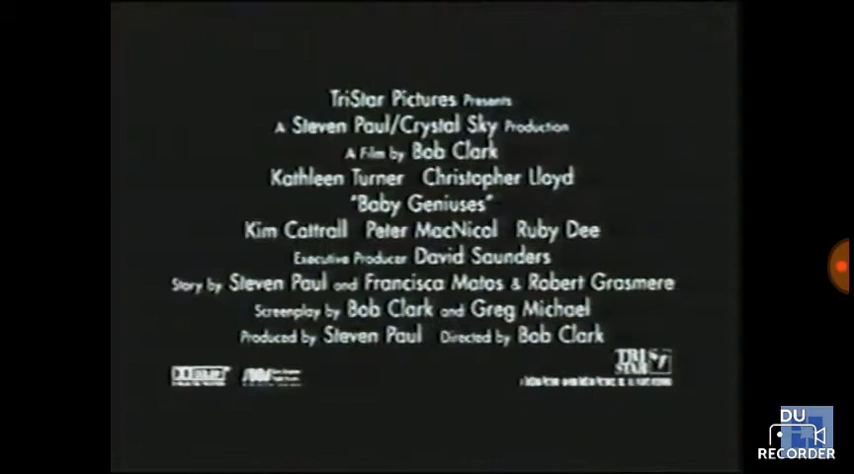 TriStar Pictures Presents
A Steven Paul/Crystal Sky Production
A Film by Bob Clark
Kathleen Turner Christopher Lloyd
"Baby Geniuses"
Kim Cattrall Peter MacNicol Ruby Dee
Executive Producer David Saunders
Story by Steven Paul and Francisca Matos & Robert Grasmere
Screenplay by Bob Clark and Greg Michael
Produced by Steven Paul Directed by Bob Clark
TRI STAR
DU
RECORDER